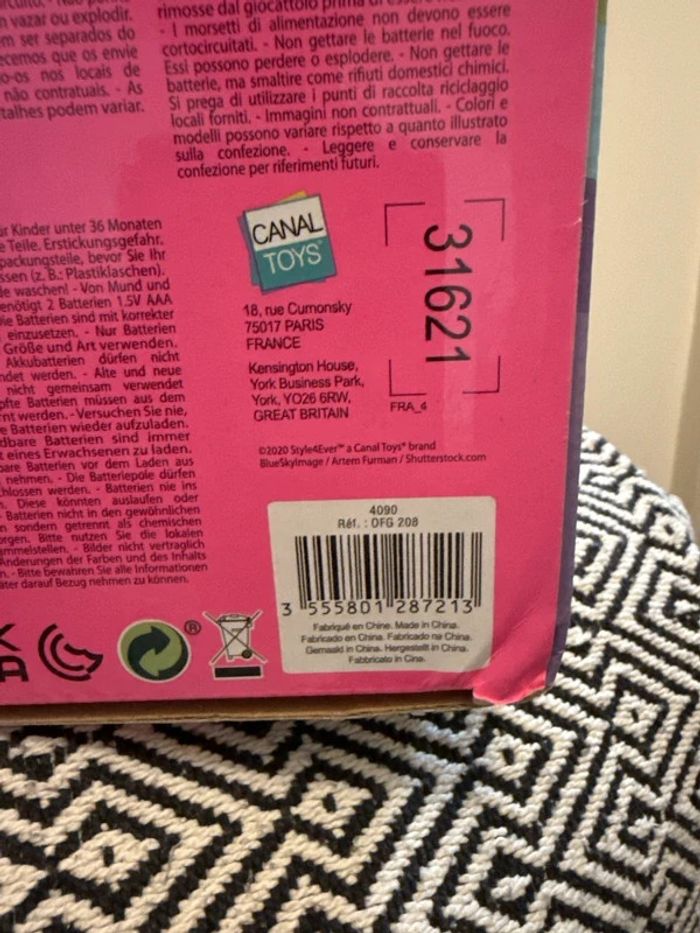 n vazar ou explodir.
em ser separados do
ecemos que os envie
o-os nos locais de
não contratuais. - As
talhes podem variar.
rimosse dal giocattolo prima di essere
- I morsetti di alimentazione non devono essere
cortocircuitati. - Non gettare le batterie nel fuoco.
Essi possono perdere o esplodere. - Non gettare le
batterie, ma smaltire come rifiuti domestici chimici.
Si prega di utilizzare i punti di raccolta riciclaggio
locali forniti. - Immagini non contrattuali. - Colori e
modelli possono variare rispetto a quanto illustrato
sulla confezione. - Leggere e conservare la
confezione per riferimenti futuri.
ür Kinder unter 36 Monaten
e Teile. Erstickungsgefahr.
packungsteile, bevor Sie Ihr
ssen (z. B.: Plastiklaschen).
le waschen! - Von Mund und
enötigt 2 Batterien 1.5V AAA
Die Batterien sind mit korrekter
einzusetzen. - Nur Batterien
Größe und Art verwenden.
Akkubatterien dürfen nicht
ndet werden. - Alte und neue
nicht gemeinsam verwendet
pfte Batterien müssen aus dem
nt werden. - Versuchen Sie nie,
e Batterien wieder aufzuladen.
dbare Batterien sind immer
t eines Erwachsenen zu laden.
bare Batterien vor dem Laden aus
nehmen. - Die Batteriepole dürfen
hlossen werden. - Batterien nie ins
n. Diese könnten auslaufen oder
- Batterien nicht in den gewöhnlichen
n sondern getrennt als chemischen
orgen. Bitte nutzen Sie die lokalen
ammelstellen. - Bilder nicht vertraglich
Änderungen der Farben und des Inhalts
n. - Bitte bewahren Sie alle Informationen
äter darauf Bezug nehmen zu können.
CANAL
TOYS
18, rue Curnonsky
75017 PARIS
FRANCE
Kensington House,
York Business Park,
York, YO26 6RW,
GREAT BRITAIN
31621
FRA_4
©2020 Style4Ever™ a Canal Toys® brand
BlueSkyImage / Artem Furman / Shutterstock.com
4090
Réf. : OFG 208
3 555801 287213
Fabriqué en Chine. Made in China.
Fabricado en China. Fabricado na China.
Gemaakt in China. Hergestellt in China.
Fabbricato in Cina.
®